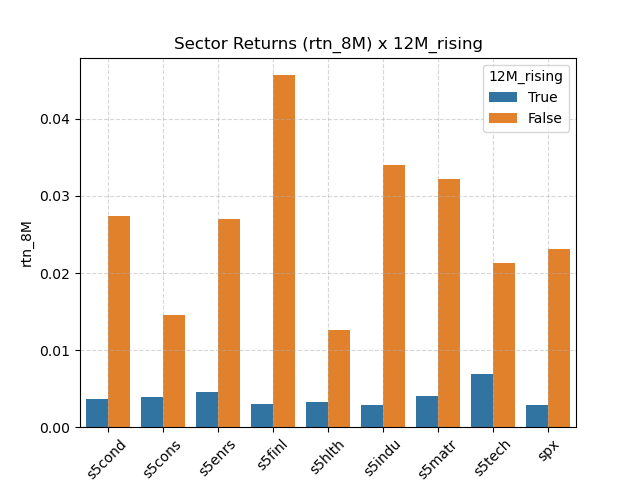 Sector Returns (rtn_8M) x 12M_rising
12M_rising
True
False
rtn_8M
0.04
0.03
0.02
0.01
0.00
s5cond
s5cons
s5enrs
s5finl
s5hlth
s5indu
s5matr
s5tech
spx